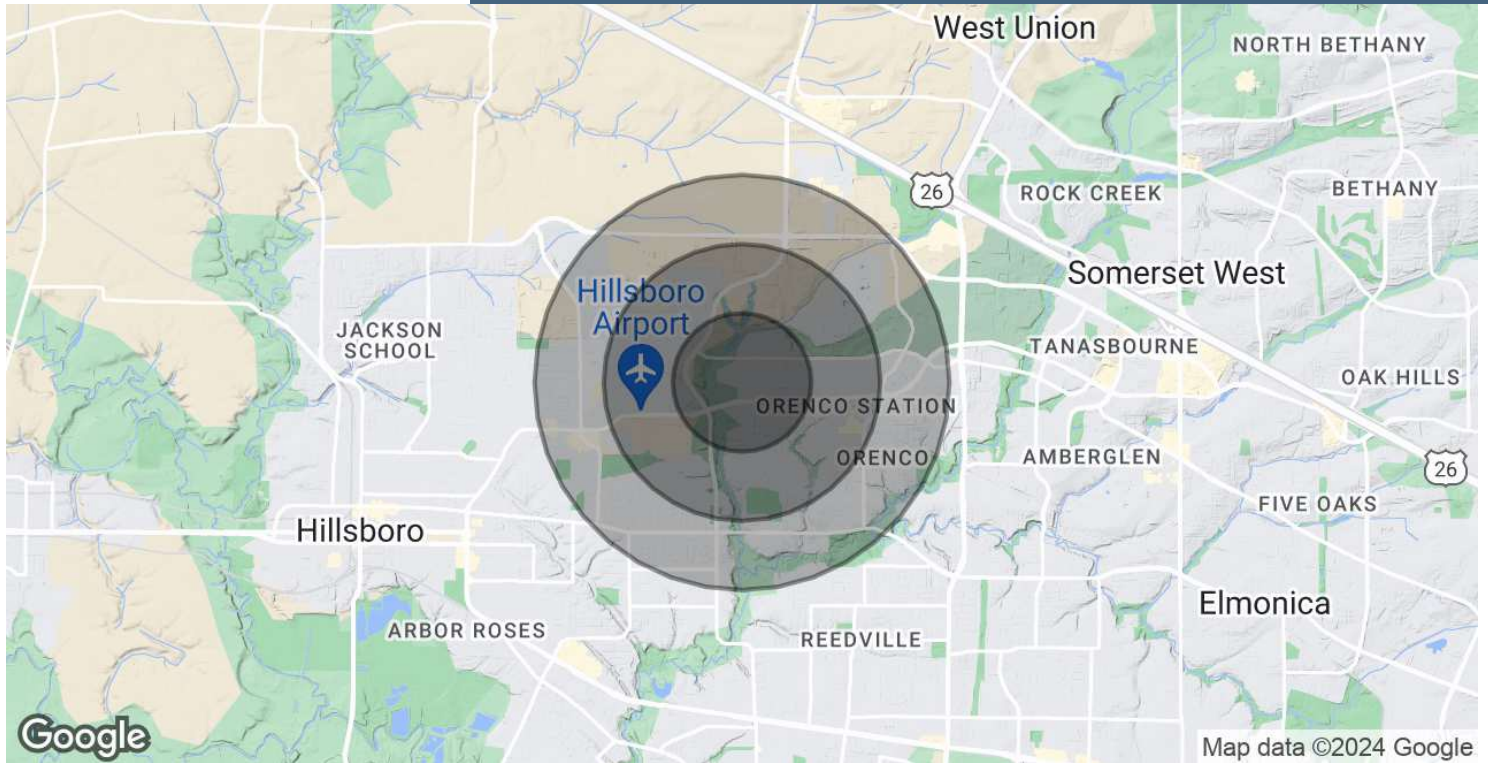 West Union
NORTH BETHANY
26
ROCK CREEK
BETHANY
Somerset West
Hillsboro
Airport
JACKSON
SCHOOL
TANASBOURNE
OAK HILLS
ORENCO STATION
ORENCO
AMBERGLEN
26
FIVE OAKS
Hillsboro
Elmonica
ARBOR ROSES
REEDVILLE
Google
Map data ©2024 Google